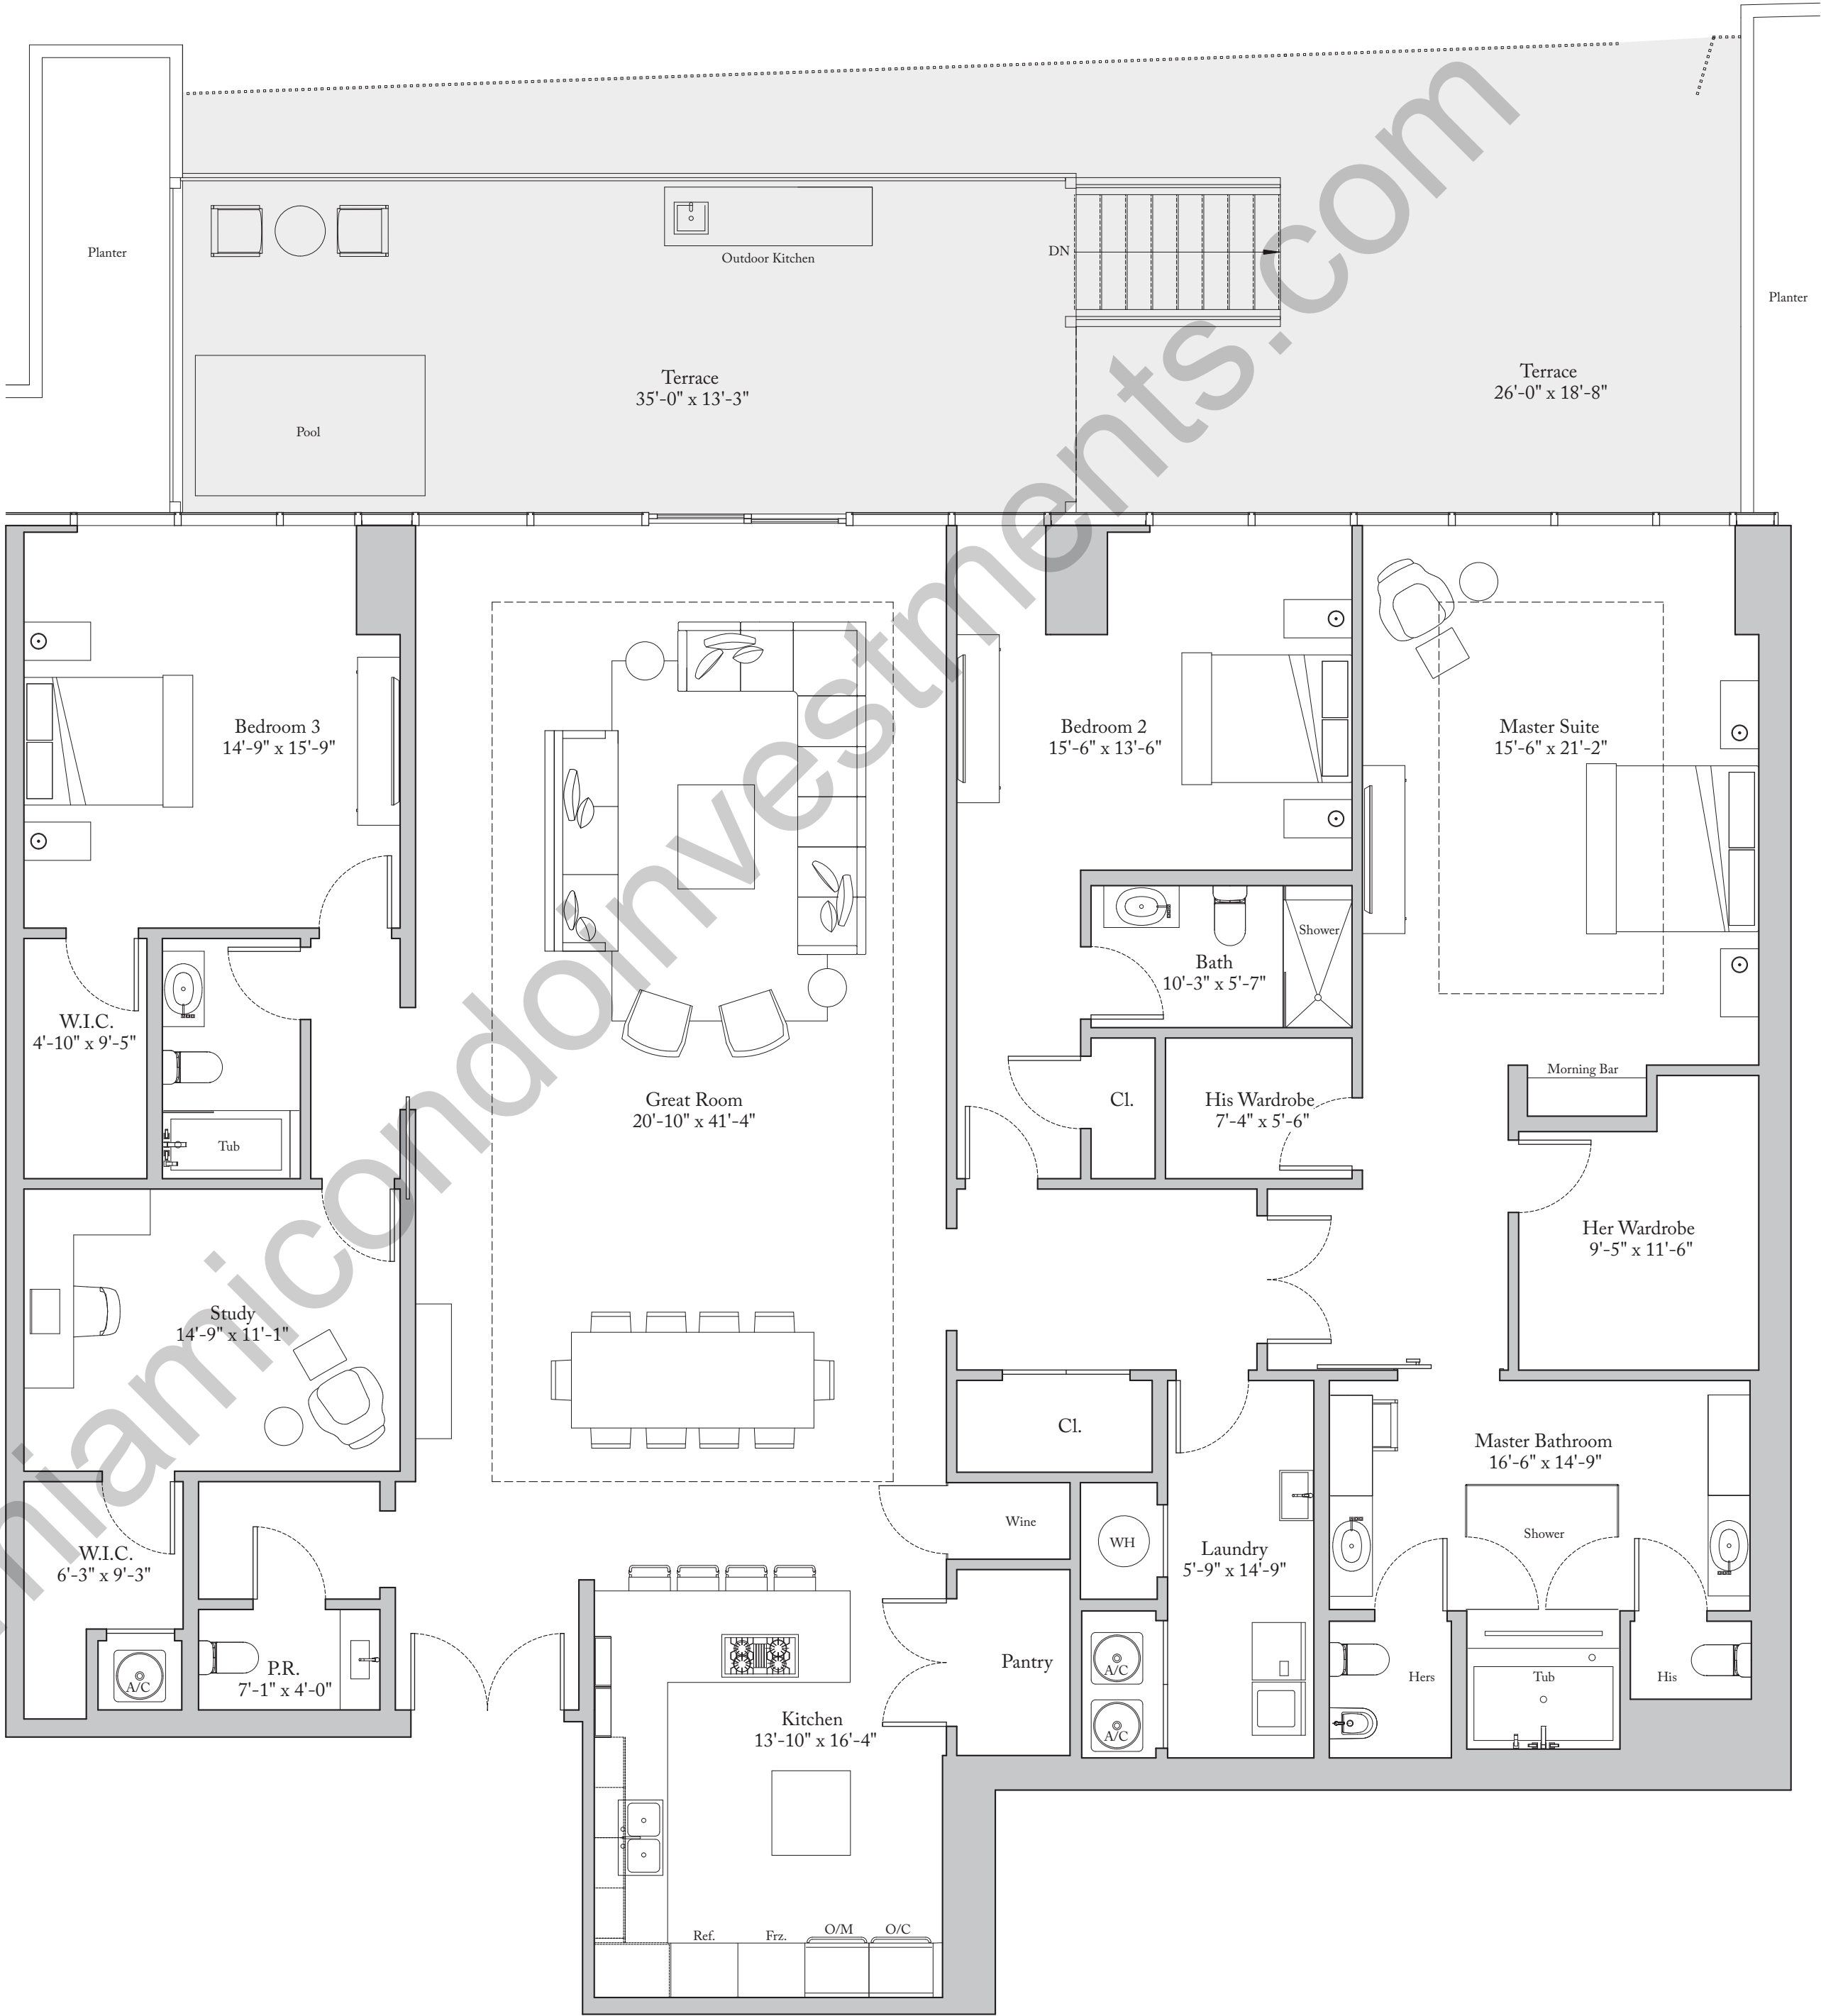 Planter
Outdoor Kitchen
DN
Planter
Terrace
35'-0" x 13'-3"
Terrace
26'-0" x 18'-8"
Pool
Bedroom 3
14'-9" x 15'-9"
Bedroom 2
15'-6" x 13'-6"
Master Suite
15'-6" x 21'-2"
Shower
Bath
10'-3" x 5'-7"
W.I.C.
4'-10" x 9'-5"
Morning Bar
Great Room
20'-10" x 41'-4"
Cl.
His Wardrobe
7'-4" x 5'-6"
Tub
Her Wardrobe
9'-5" x 11'-6"
Study
14'-9" x 11'-1"
Cl.
Master Bathroom
16'-6" x 14'-9"
Wine
WH
Shower
Laundry
5'-9" x 14'-9"
W.I.C.
6'-3" x 9'-3"
A/C
P.R.
7'-1" x 4'-0"
Pantry
A/C
A/C
Hers
Tub
His
Kitchen
13'-10" x 16'-4"
Ref.
Frz.
O/M
O/C
miamicondoinvestments.com